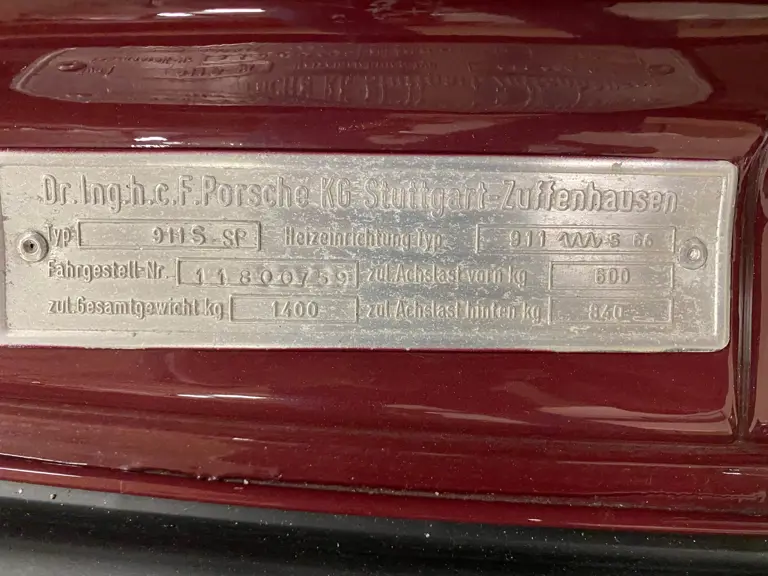 Dr. Ing. h.c. F. Porsche KG Stuttgart-Zuffenhausen
Typ 911S-SP Heizeinrichtung-Typ 911 S 66
Fahrgestell-Nr. 11800759 zul. Achslast vorn kg 600
zul. Gesamtgewicht kg 1400 zul. Achslast hinten kg 840